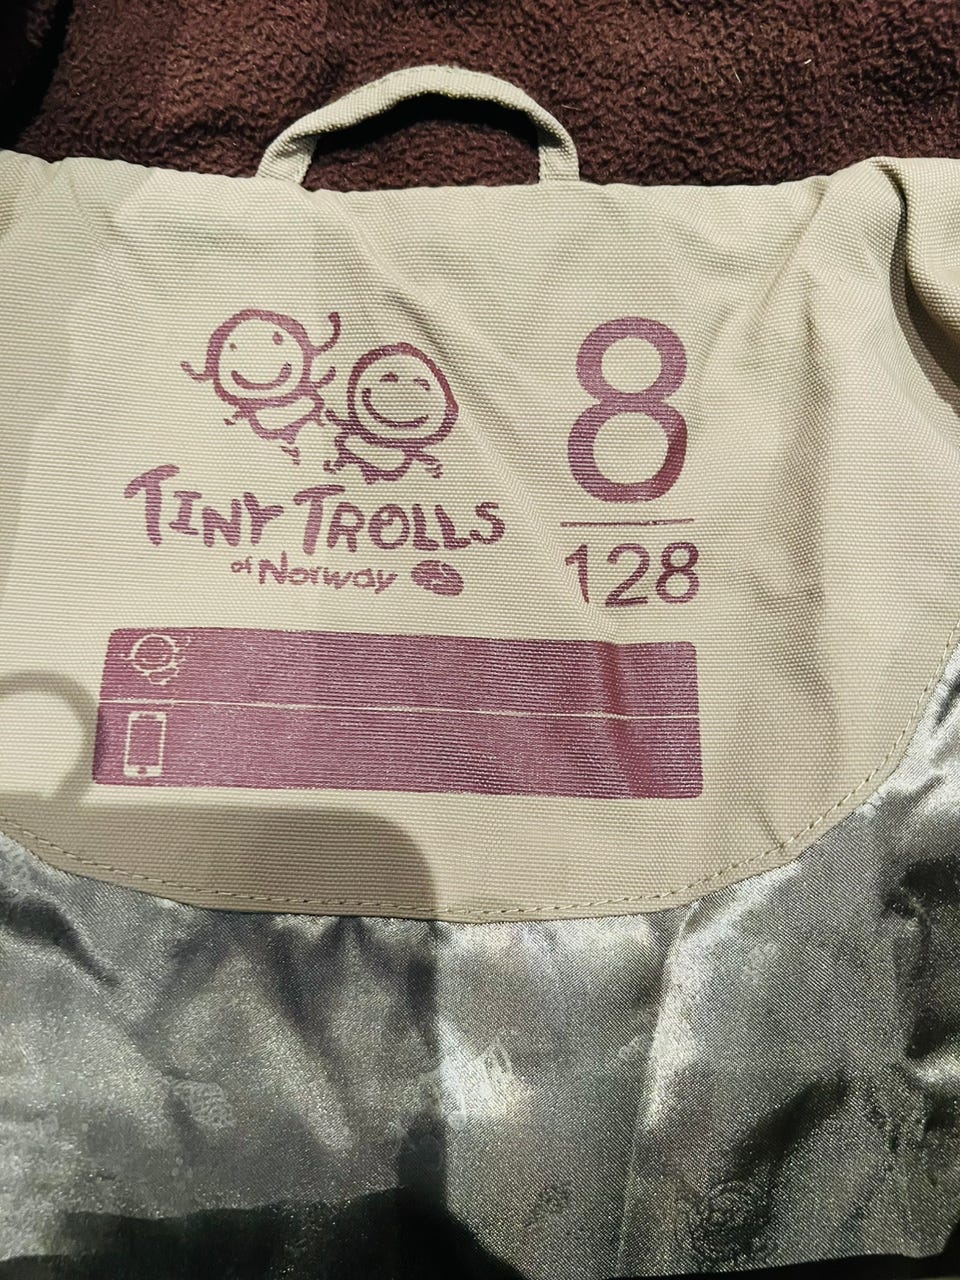 TINY TROLLS
of Norway
8
128